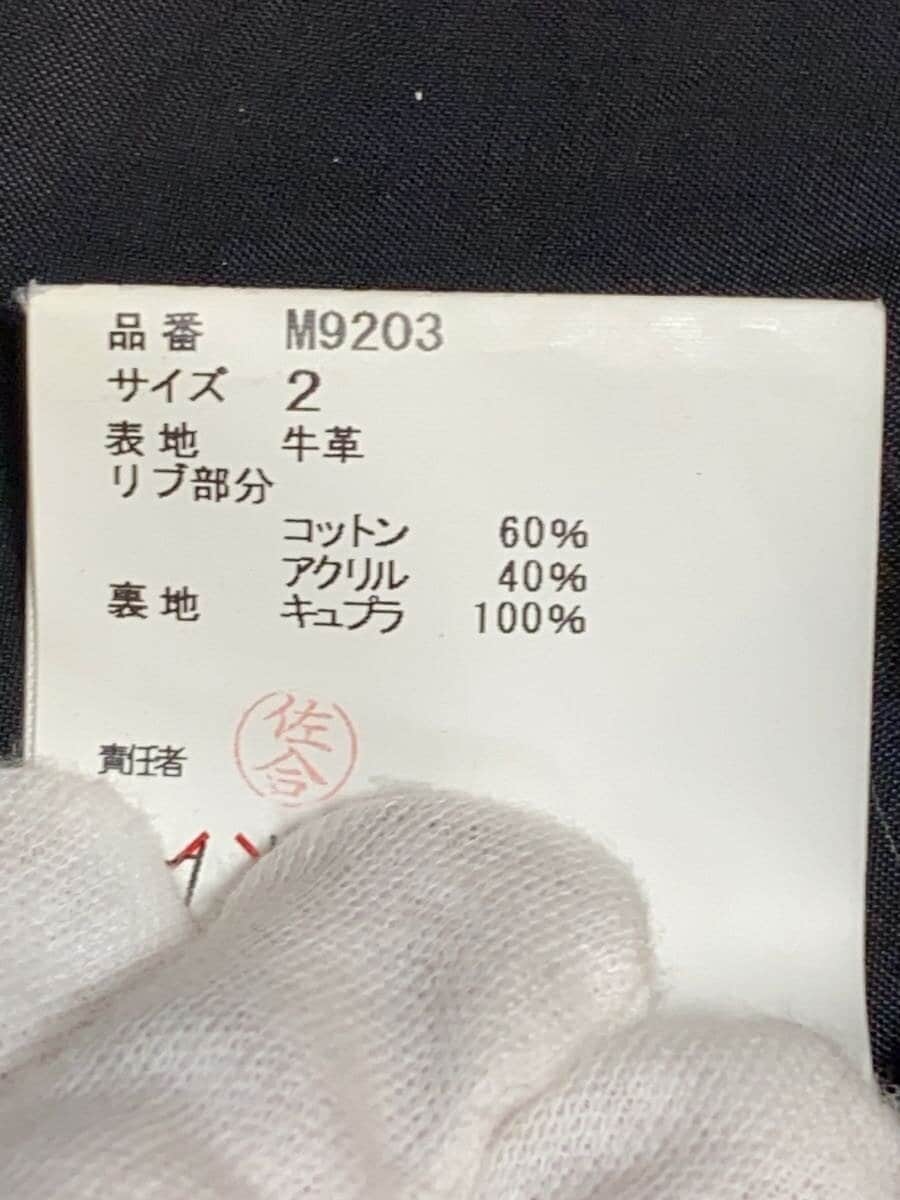 品番 M9203
サイズ 2
表地 牛革
リブ部分
コットン 60%
アクリル 40%
裏地 キュプラ 100%
責任者 佐合